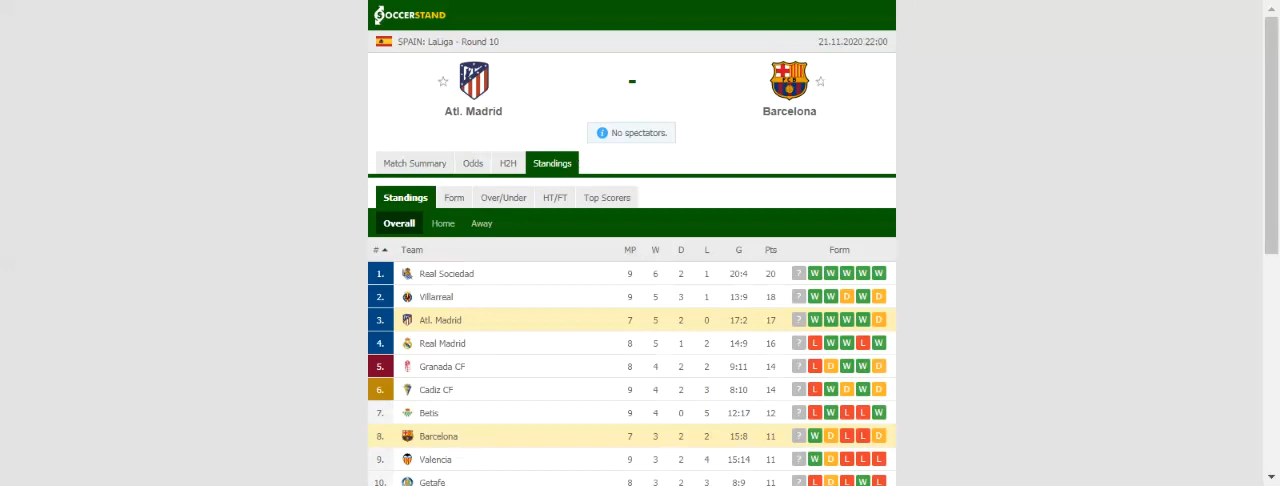 SOCCERSTAND
SPAIN: LaLiga - Round 10 21.11.2020 22:00
-
Atl. Madrid Barcelona
No spectators.
Match Summary Odds H2H Standings
Standings Form Over/Under HT/FT Top Scorers
Overall Home Away
# Team MP W D L G Pts Form
1. Real Sociedad 9 6 2 1 20:4 20 ? W W W W W
2. Villarreal 9 5 3 1 13:9 18 ? W W D W D
3. Atl. Madrid 7 5 2 0 17:2 17 ? W W W W D
4. Real Madrid 8 5 1 2 14:9 16 ? L W W L W
5. Granada CF 8 4 2 2 9:11 14 ? L D W W D
6. Cadiz CF 9 4 2 3 8:10 14 ? L W D W D
7. Betis 9 4 0 5 12:17 12 ? L W L L W
8. Barcelona 7 3 2 2 15:8 11 ? W D L L D
9. Valencia 9 3 2 4 15:14 11 ? W D L L L
10. Getafe 8 3 2 3 8:9 11 ? L D L W L